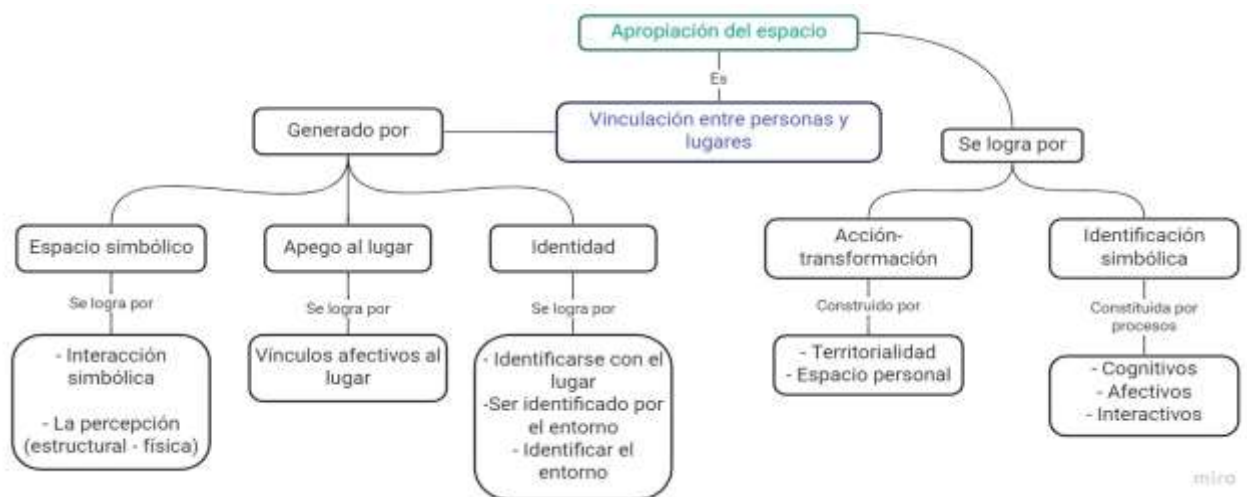 Apropiación del espacio
Es
Vinculación entre personas y
lugares
Generado por
Se logra por
Espacio simbólico
Apego al lugar
Identidad
Acción-
transformación
Identificación
simbólica
Se logra por
Se logra por
Se logra por
Construido por
Constituida por
procesos
- Interacción
simbólica
- La percepción
(estructural - física)
Vínculos afectivos al
lugar
- Identificarse con el
lugar
-Ser identificado por
el entorno
- Identificar el
entorno
- Territorialidad
- Espacio personal
- Cognitivos
- Afectivos
- Interactivos
miro